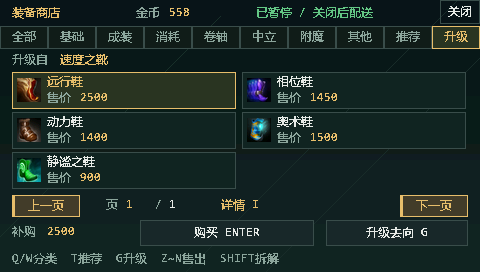 装备商店 金币 558 已暂停 / 关闭后配送 关闭
全部 基础 成装 消耗 卷轴 中立 附魔 其他 推荐 升级
升级自 速度之靴
远行鞋 相位鞋
售价 2500 售价 1450
动力鞋 奥术鞋
售价 1400 售价 1500
静谧之鞋
售价 900
上一页 页 1 / 1 详情 I 下一页
补购 2500 购买 ENTER 升级去向 G
Q/W分类 T推荐 G升级 Z~N售出 SHIFT拆解